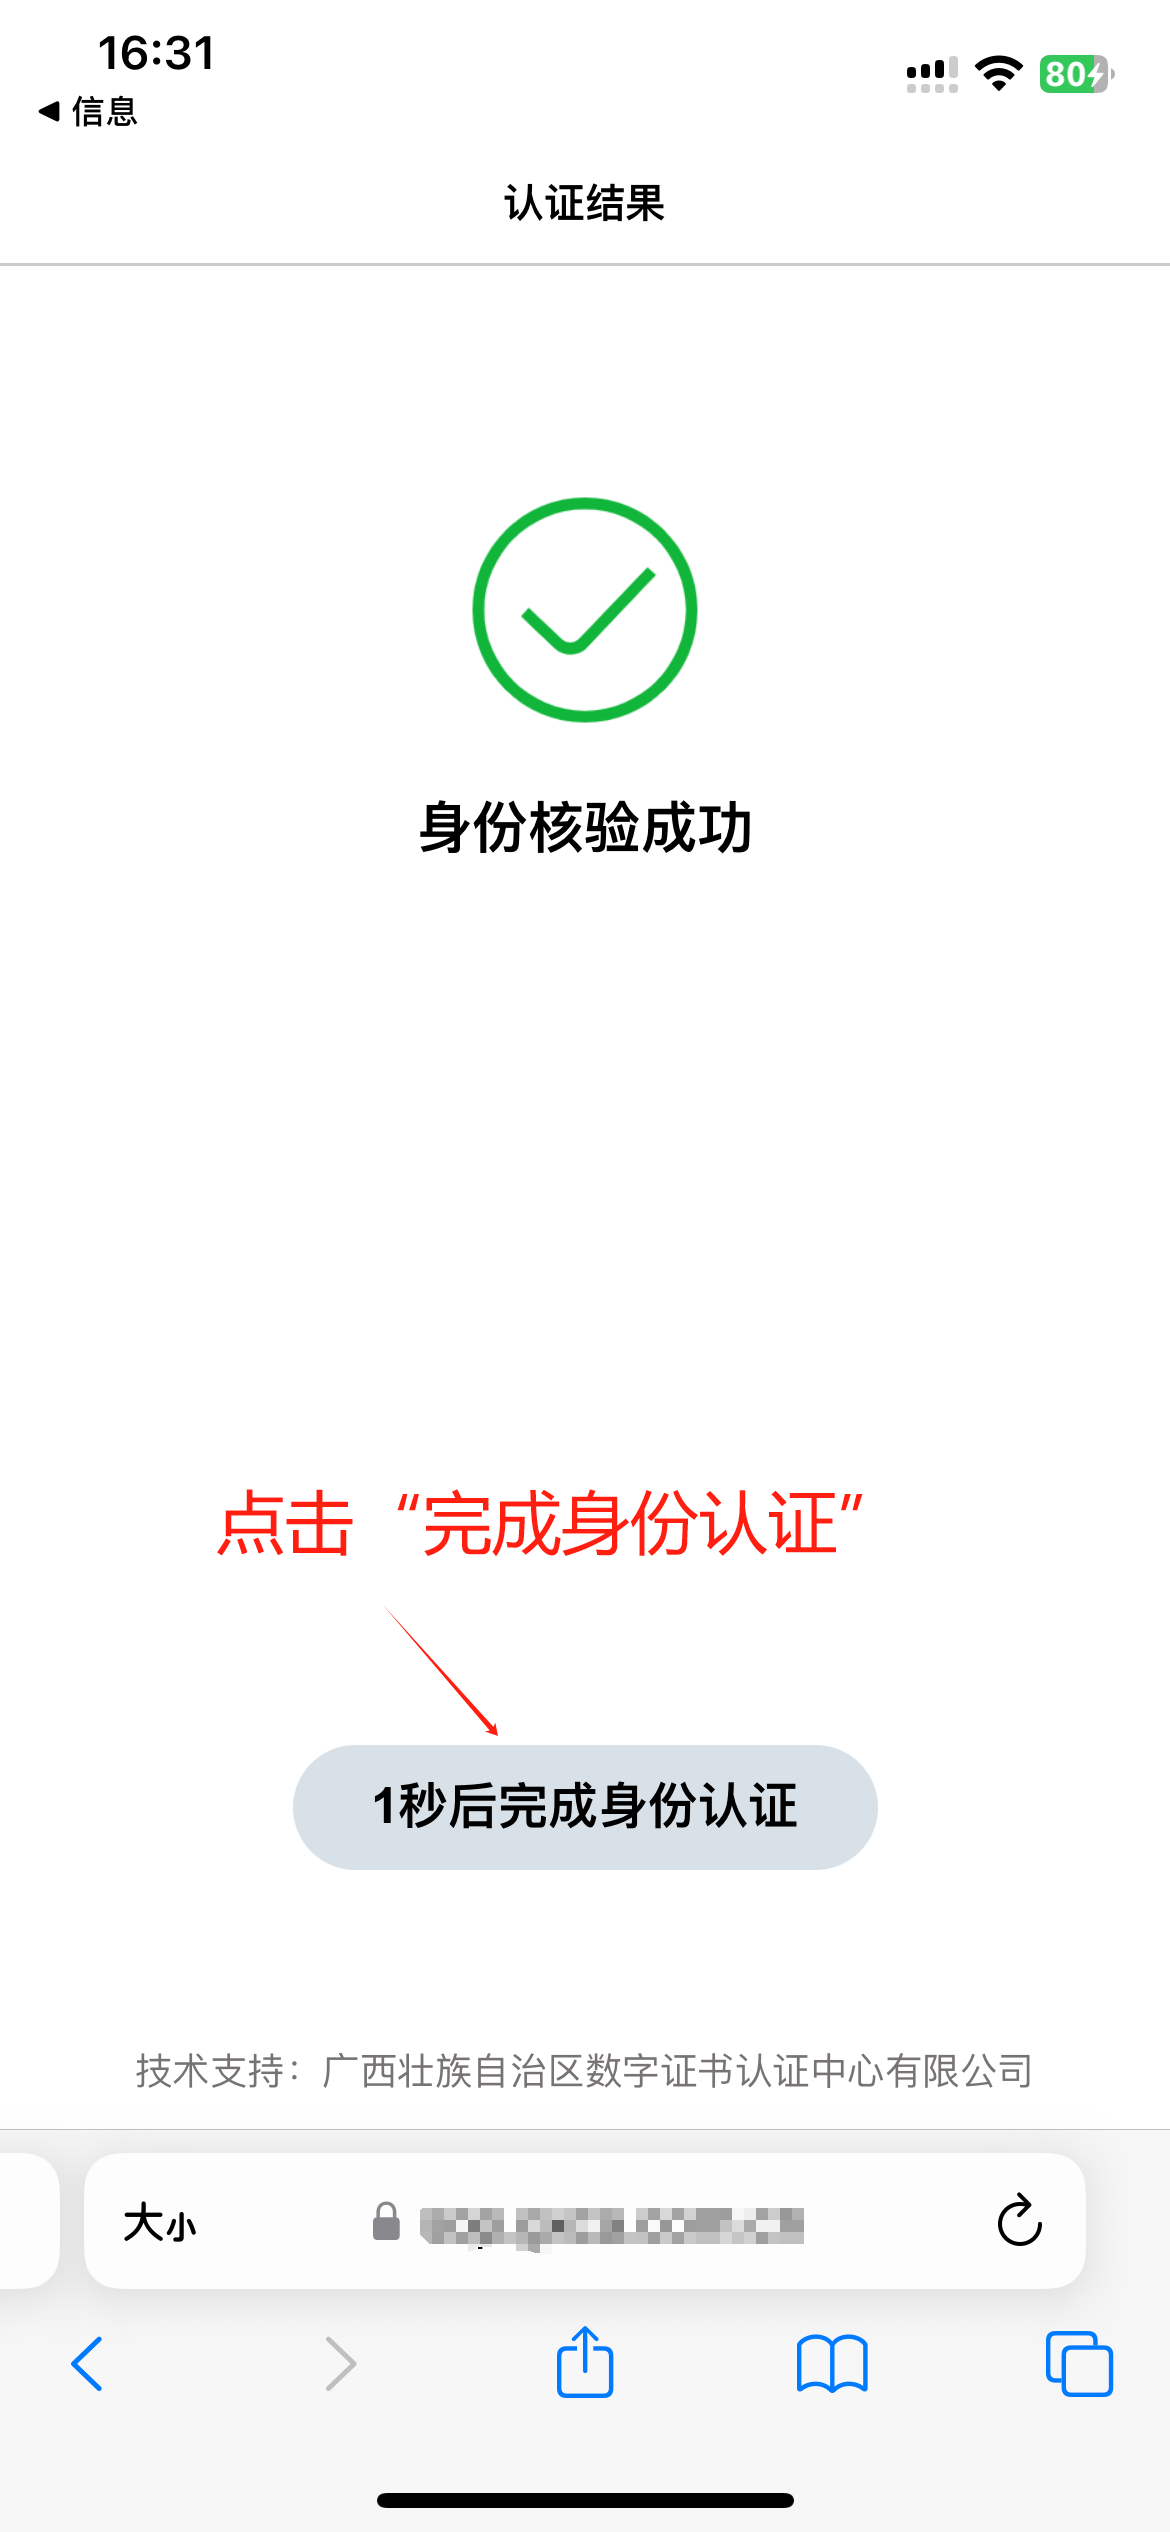 16:31
80
信息
认证结果
身份核验成功
点击“完成身份认证”
1秒后完成身份认证
技术支持：广西壮族自治区数字证书认证中心有限公司
大小